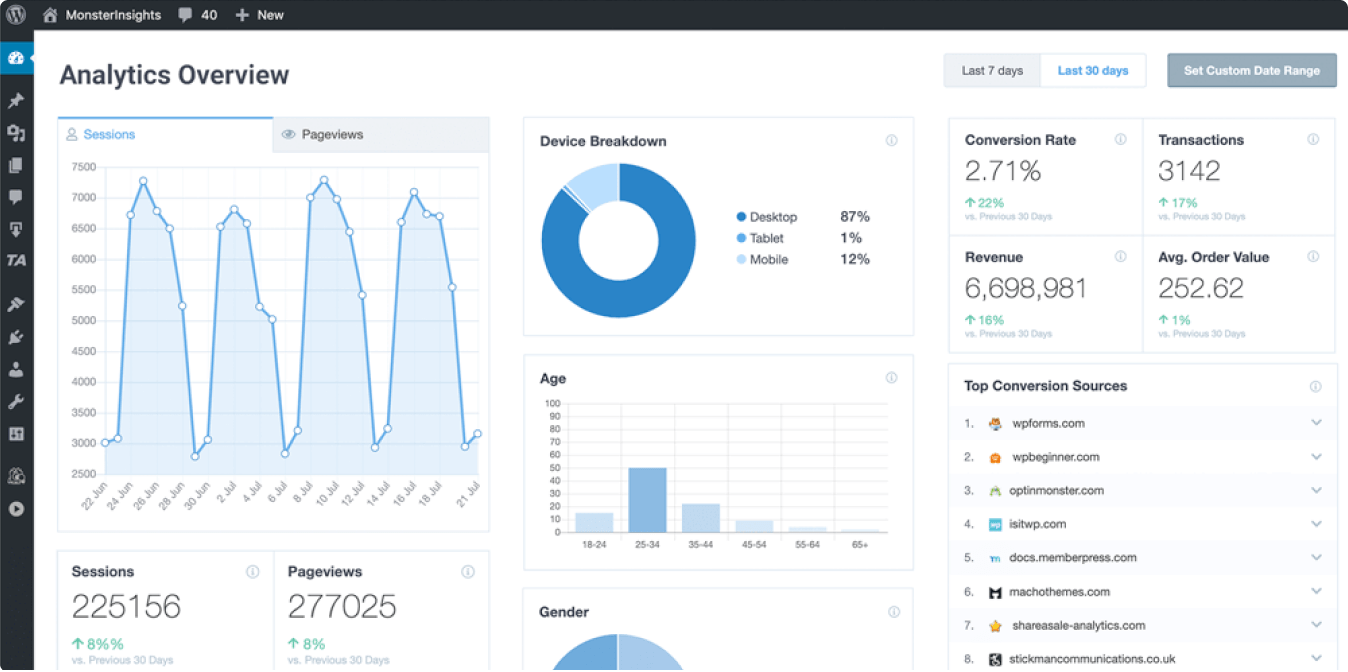 MonsterInsights 40 New
Analytics Overview
Last 7 days Last 30 days Set Custom Date Range
Sessions Pageviews
7500
7000
6500
6000
5500
5000
4500
4000
3500
3000
2500
22 Jun 24 Jun 26 Jun 28 Jun 30 Jun 2 Jul 4 Jul 6 Jul 8 Jul 10 Jul 12 Jul 14 Jul 16 Jul 18 Jul 21 Jul
Sessions
225156
8%%
vs. Previous 30 Days
Pageviews
277025
8%
vs. Previous 30 Days
Device Breakdown
Desktop 87%
Tablet 1%
Mobile 12%
Age
100
90
80
70
60
50
40
30
20
10
0
18-24 25-34 35-44 45-54 55-64 65+
Gender
Conversion Rate
2.71%
22%
vs. Previous 30 Days
Transactions
3142
17%
vs. Previous 30 Days
Revenue
6,698,981
16%
vs. Previous 30 Days
Avg. Order Value
252.62
1%
vs. Previous 30 Days
Top Conversion Sources
1. wpforms.com
2. wpbeginner.com
3. optinmonster.com
4. isitwp.com
5. docs.memberpress.com
6. machothemes.com
7. shareasale-analytics.com
8. stickmancommunications.co.uk
TA